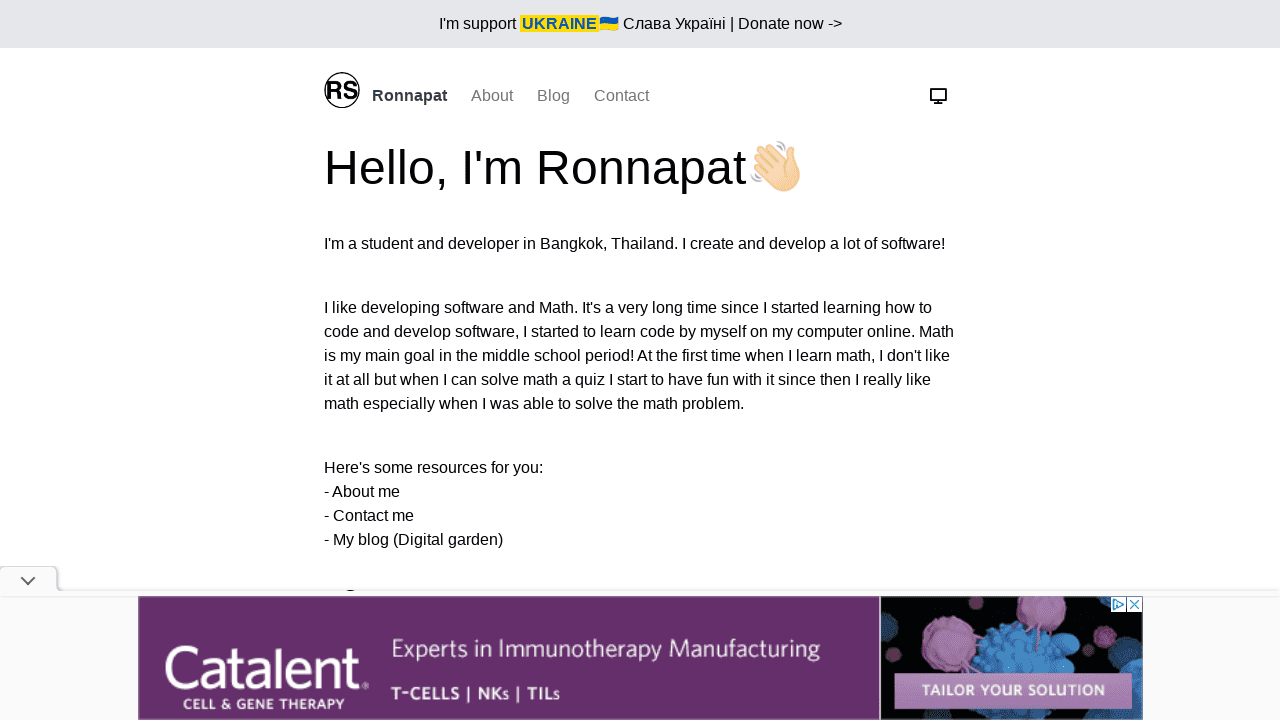 I'm support UKRAINE🇺🇦 Слава Україні | Donate now ->
RS Ronnapat About Blog Contact
Hello, I'm Ronnapat👋🏻
I'm a student and developer in Bangkok, Thailand. I create and develop a lot of software!
I like developing software and Math. It's a very long time since I started learning how to
code and develop software, I started to learn code by myself on my computer online. Math
is my main goal in the middle school period! At the first time when I learn math, I don't like
it at all but when I can solve math a quiz I start to have fun with it since then I really like
math especially when I was able to solve the math problem.
Here's some resources for you:
- About me
- Contact me
- My blog (Digital garden)
Catalent®
CELL & GENE THERAPY
Experts in Immunotherapy Manufacturing
T-CELLS | NKs | TILs
TAILOR YOUR SOLUTION